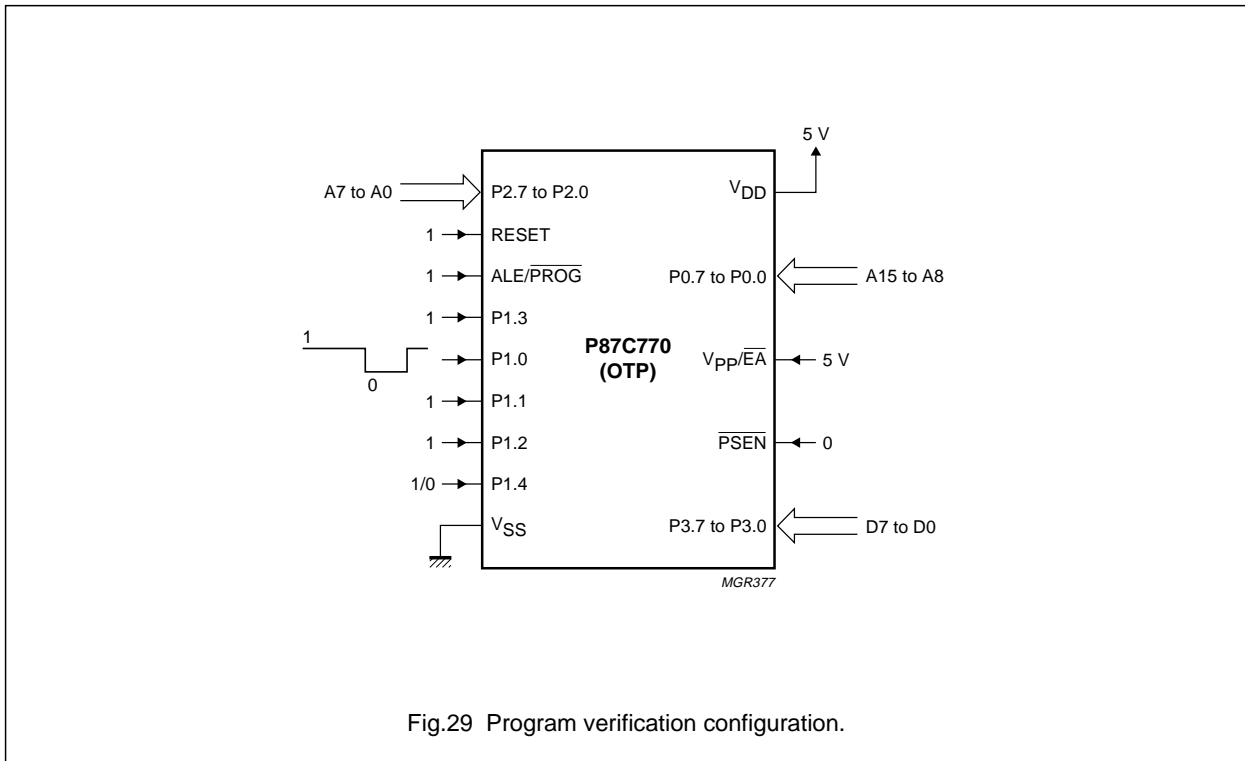 5 V
A7 to A0
P2.7 to P2.0
VDD
1
RESET
1
ALE/PROG
P0.7 to P0.0
A15 to A8
1
P1.3
1
0
P1.0
P87C770
(OTP)
VPP/EA
5 V
1
P1.1
1
P1.2
PSEN
0
1/0
P1.4
VSS
P3.7 to P3.0
D7 to D0
MGR377
Fig.29 Program verification configuration.